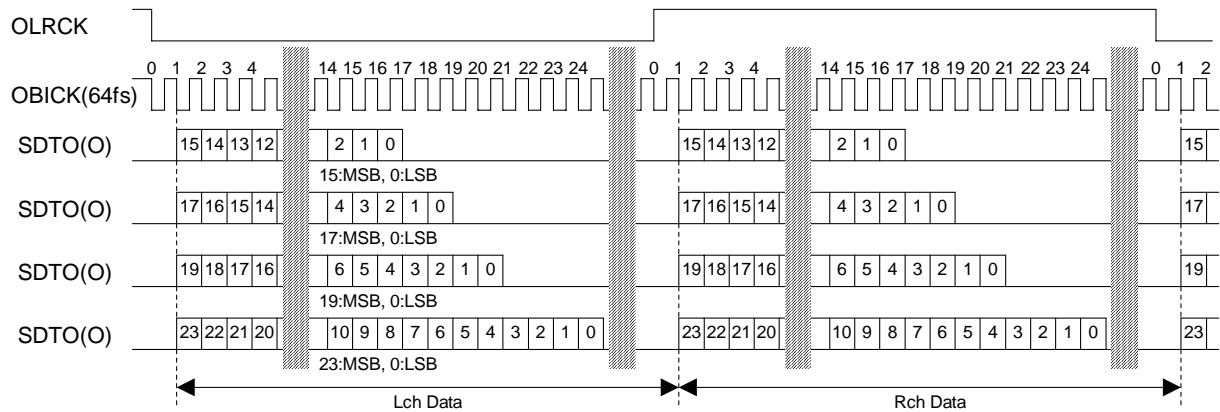 OLRCK
0 1 2 3 4 14 15 16 17 18 19 20 21 22 23 24 0 1 2 3 4 14 15 16 17 18 19 20 21 22 23 24 0 1 2
OBICK(64fs)
SDTO(O) 15 14 13 12 2 1 0 15 14 13 12 2 1 0 15
15:MSB, 0:LSB
SDTO(O) 17 16 15 14 4 3 2 1 0 17 16 15 14 4 3 2 1 0 17
17:MSB, 0:LSB
SDTO(O) 19 18 17 16 6 5 4 3 2 1 0 19 18 17 16 6 5 4 3 2 1 0 19
19:MSB, 0:LSB
SDTO(O) 23 22 21 20 10 9 8 7 6 5 4 3 2 1 0 23 22 21 20 10 9 8 7 6 5 4 3 2 1 0 23
23:MSB, 0:LSB
Lch Data Rch Data